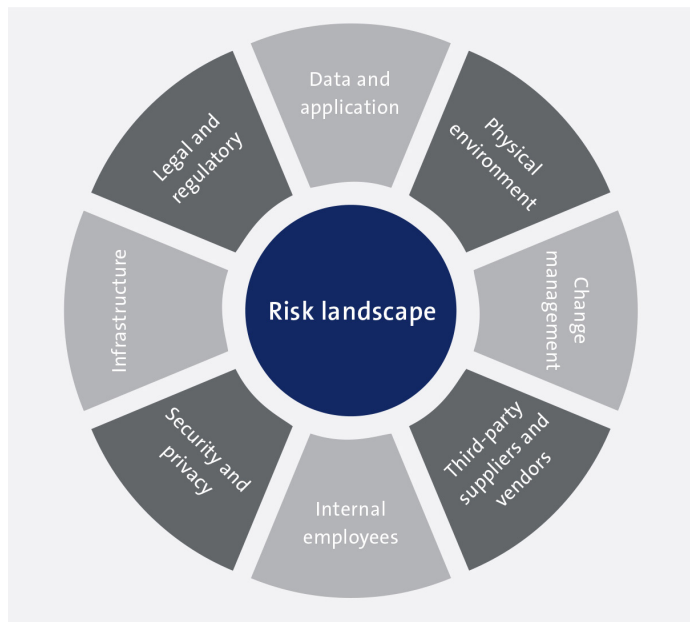 Data and
application
Physical
environment
Change
management
Third-party
suppliers and
vendors
Internal
employees
Security and
privacy
Infrastructure
Legal and
regulatory
Risk landscape